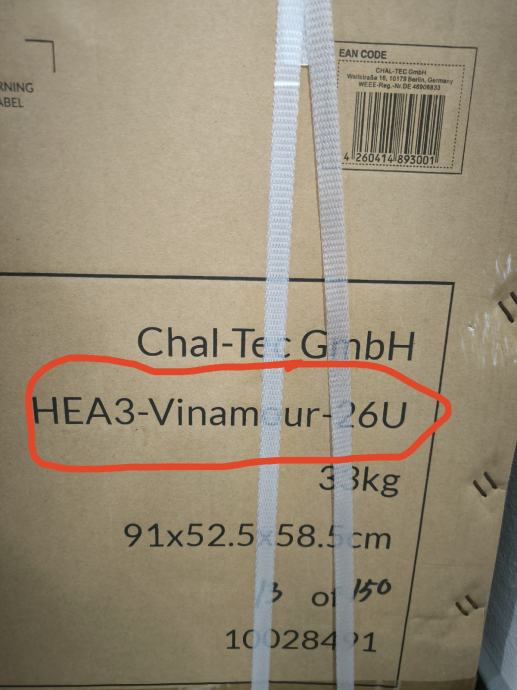 RNING
ABEL
EAN CODE
CHAL-TEC GmbH
Wallstraße 16, 10179 Berlin, Germany
WEEE-Reg.-Nr.DE 46906833
4 260414 893001
Chal-Tec GmbH
HEA3-Vinamour-26U
33kg
91x52.5x58.5cm
13 of 150
10028491